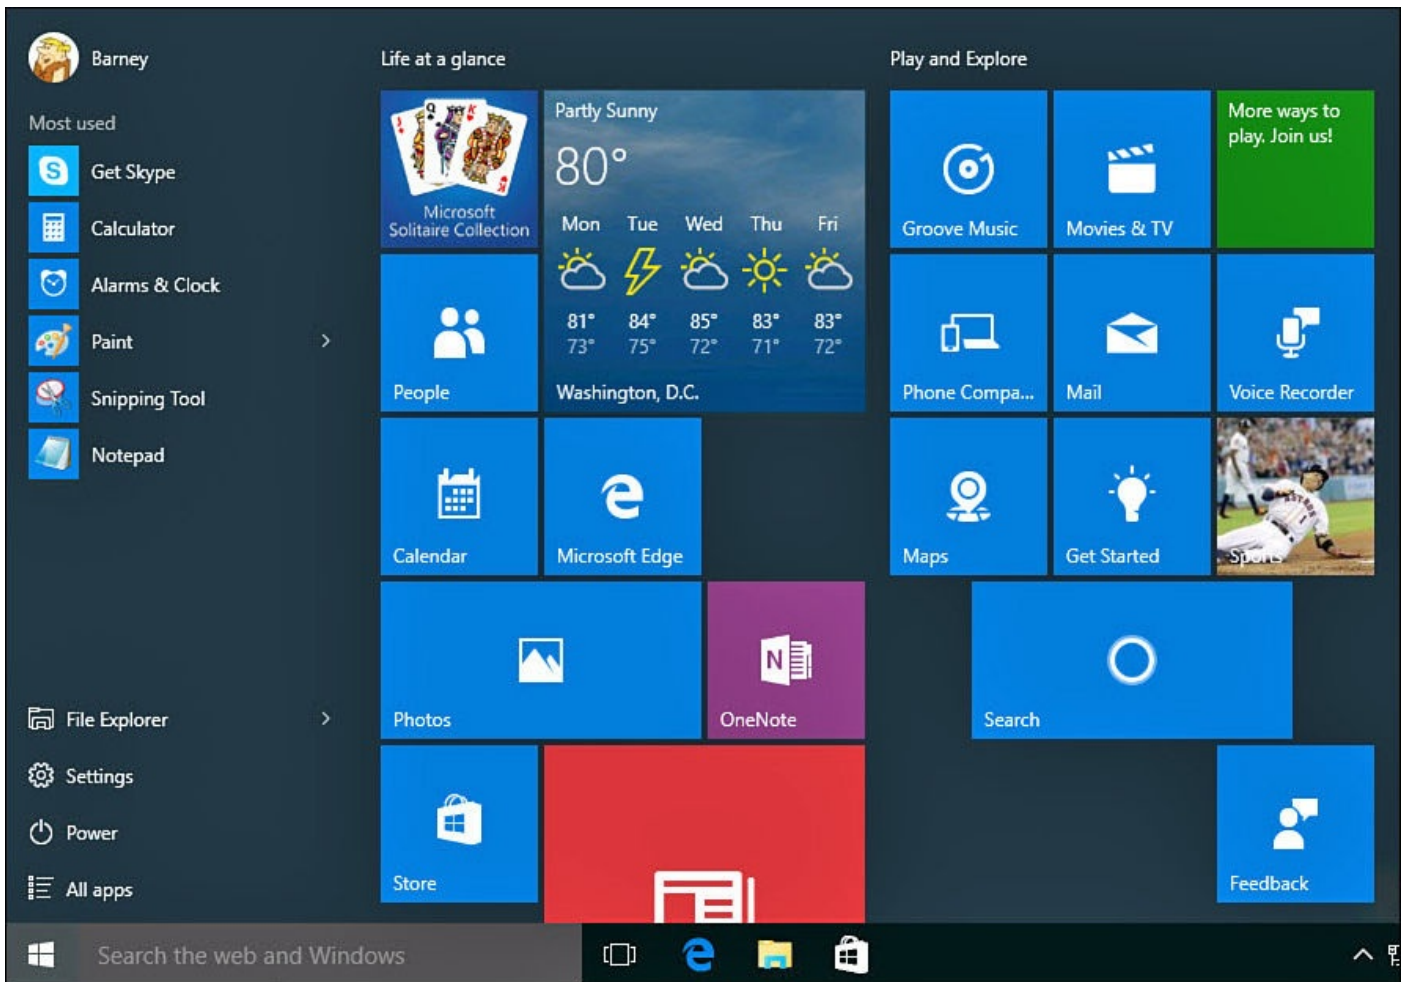 Barney
Most used
Get Skype
Calculator
Alarms & Clock
Paint
Snipping Tool
Notepad
File Explorer
Settings
Power
All apps
Life at a glance
Microsoft
Solitaire Collection
Partly Sunny
80°
Mon Tue Wed Thu Fri
81° 84° 85° 83° 83°
73° 75° 72° 71° 72°
Washington, D.C.
People
Calendar
Microsoft Edge
Photos
N
OneNote
Store
Play and Explore
Groove Music
Movies & TV
More ways to
play. Join us!
Phone Compa...
Mail
Voice Recorder
Maps
Get Started
Sports
Search
Feedback
Search the web and Windows